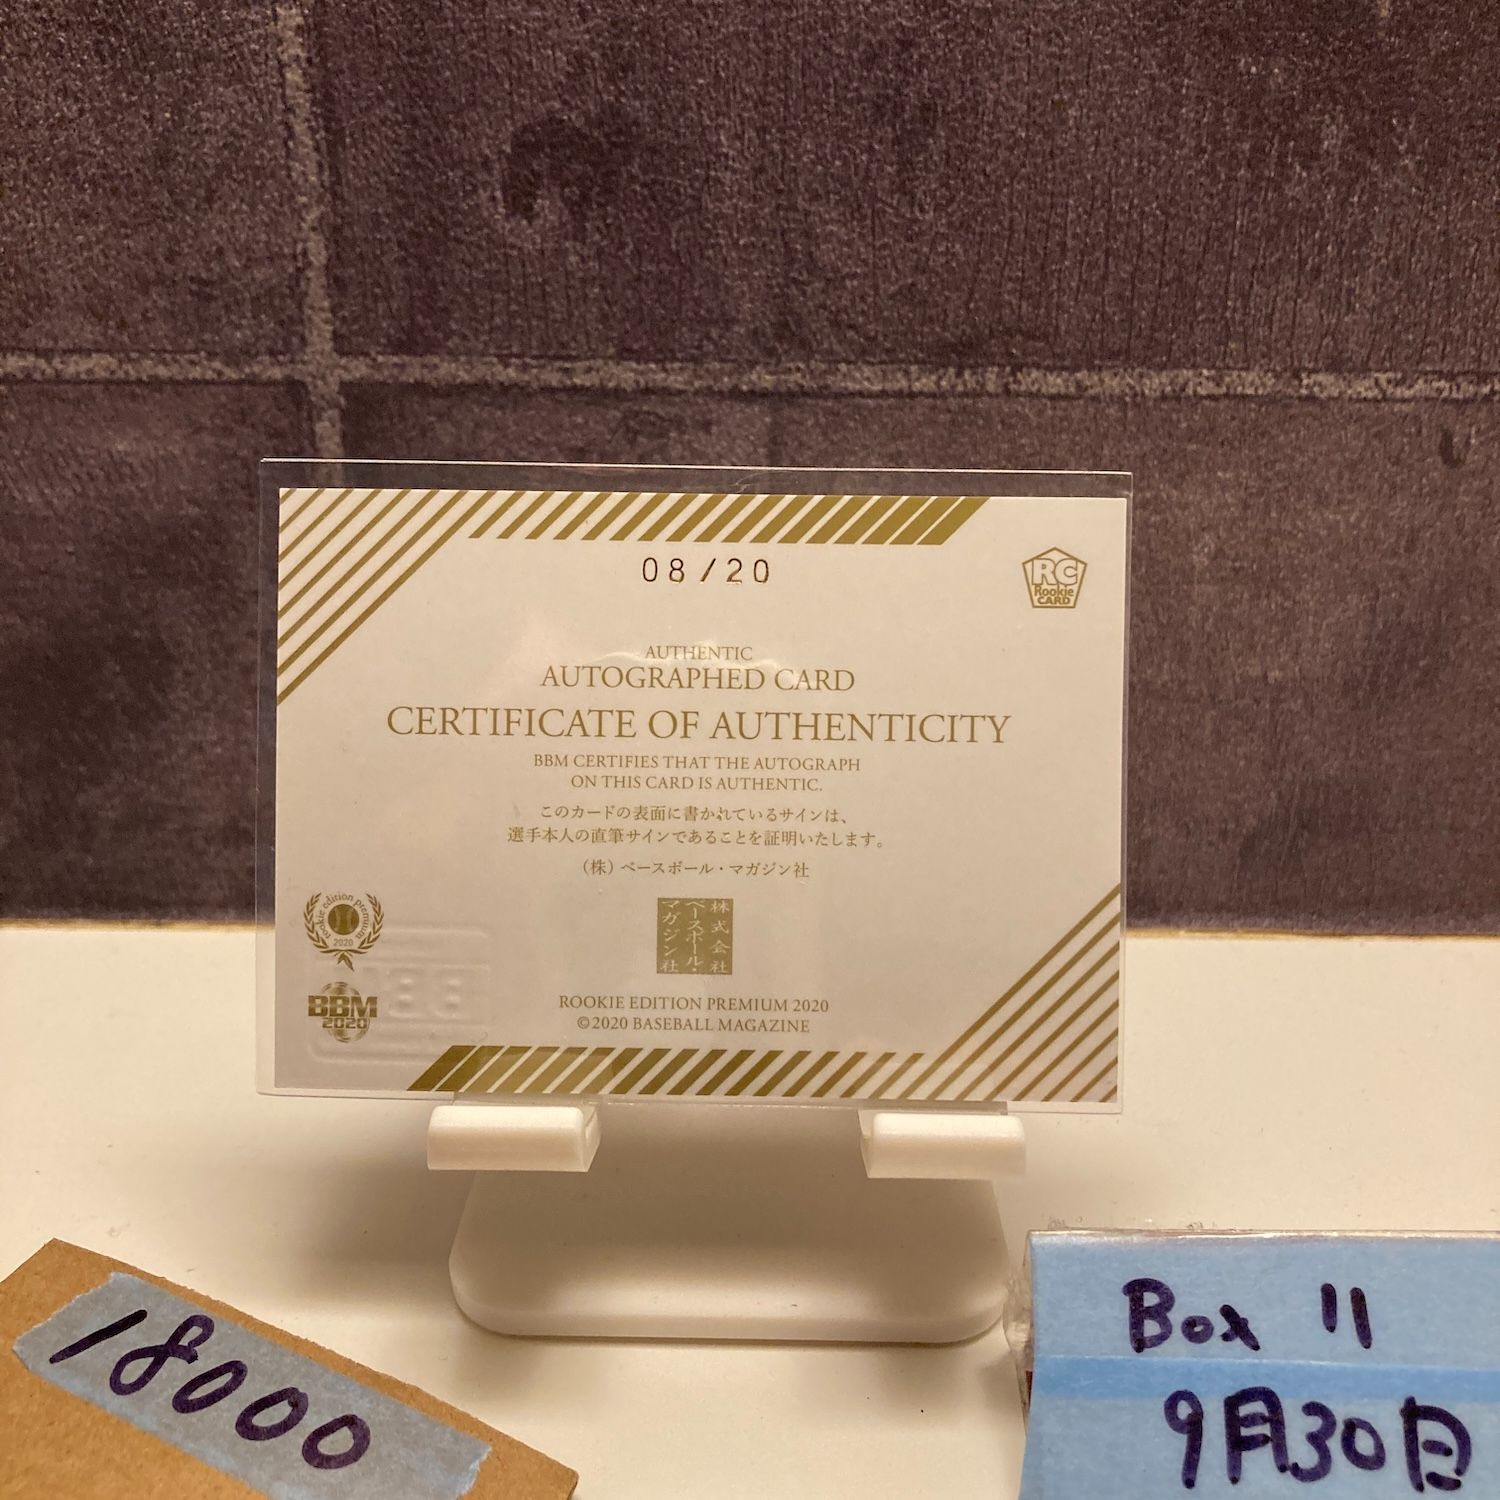 08/20
RC
Rookie
CARD
AUTHENTIC
AUTOGRAPHED CARD
CERTIFICATE OF AUTHENTICITY
BBM CERTIFIES THAT THE AUTOGRAPH
ON THIS CARD IS AUTHENTIC.
このカードの表面に書かれているサインは、
選手本人の直筆サインであることを証明いたします。
（株）ベースボール・マガジン社
rookie edition premium
2020
株式会社
ベースボール・
マガジン社
BBM
2020
ROOKIE EDITION PREMIUM 2020
©2020 BASEBALL MAGAZINE
18000
Box 11
9月30日